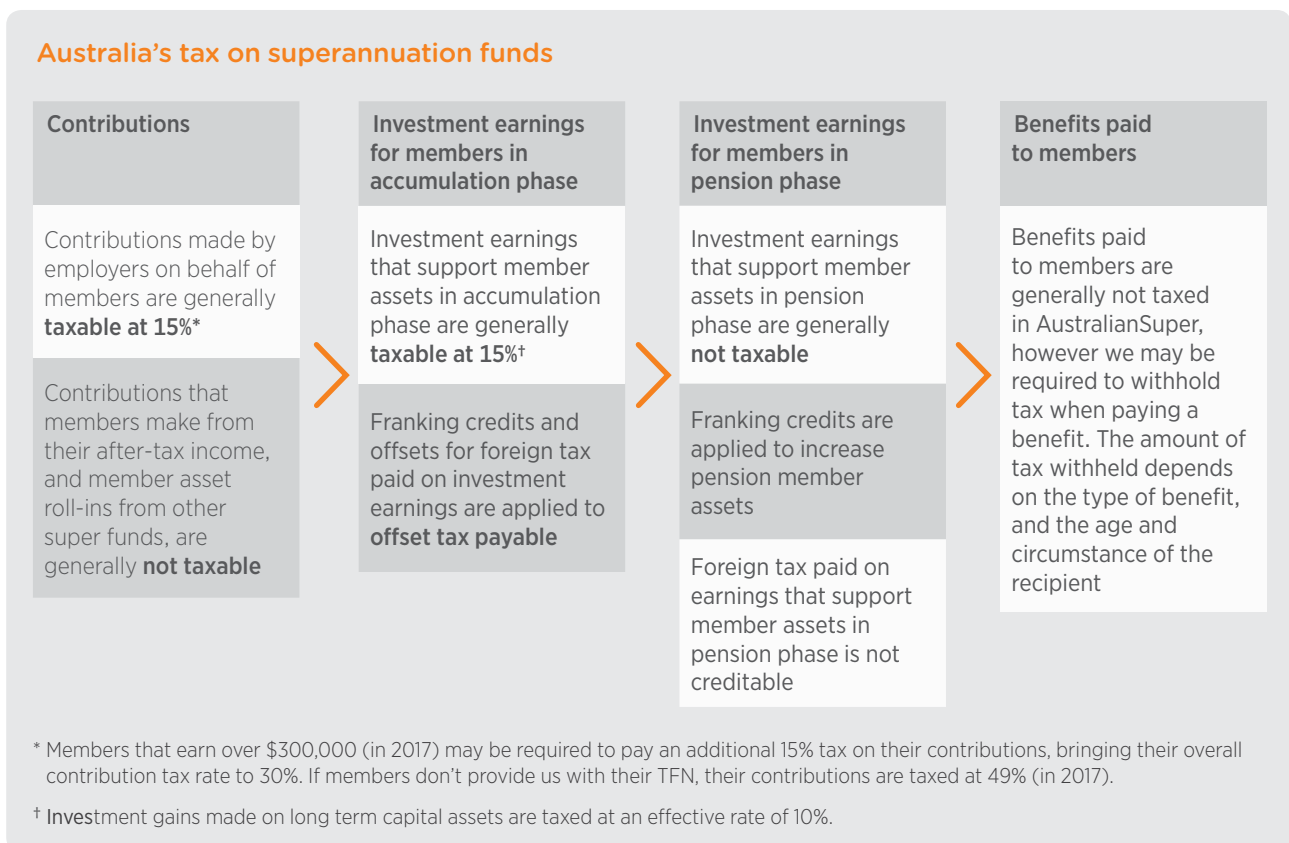 Australia's tax on superannuation funds
Contributions
Contributions made by
employers on behalf of
members are generally
taxable at 15%*
Contributions that
members make from
their after-tax income,
and member asset
roll-ins from other
super funds, are
generally not taxable
Investment earnings
for members in
accumulation phase
Investment earnings
that support member
assets in accumulation
phase are generally
taxable at 15%†
Franking credits and
offsets for foreign tax
paid on investment
earnings are applied to
offset tax payable
Investment earnings
for members in
pension phase
Investment earnings
that support member
assets in pension
phase are generally
not taxable
Franking credits are
applied to increase
pension member
assets
Foreign tax paid on
earnings that support
member assets in
pension phase is not
creditable
Benefits paid
to members
Benefits paid
to members are
generally not taxed
in AustralianSuper,
however we may be
required to withhold
tax when paying a
benefit. The amount of
tax withheld depends
on the type of benefit,
and the age and
circumstance of the
recipient
* Members that earn over $300,000 (in 2017) may be required to pay an additional 15% tax on their contributions, bringing their overall
contribution tax rate to 30%. If members don't provide us with their TFN, their contributions are taxed at 49% (in 2017).
† Investment gains made on long term capital assets are taxed at an effective rate of 10%.